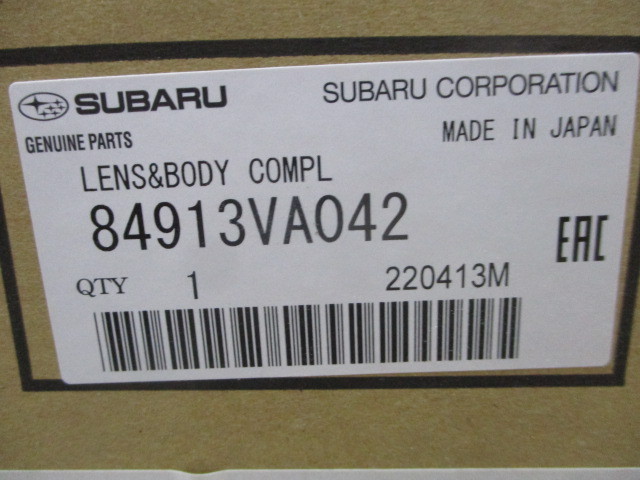 SUBARU SUBARU CORPORATION
GENUINE PARTS MADE IN JAPAN
LENS&BODY COMPL
84913VA042
EAC
QTY 1 220413M